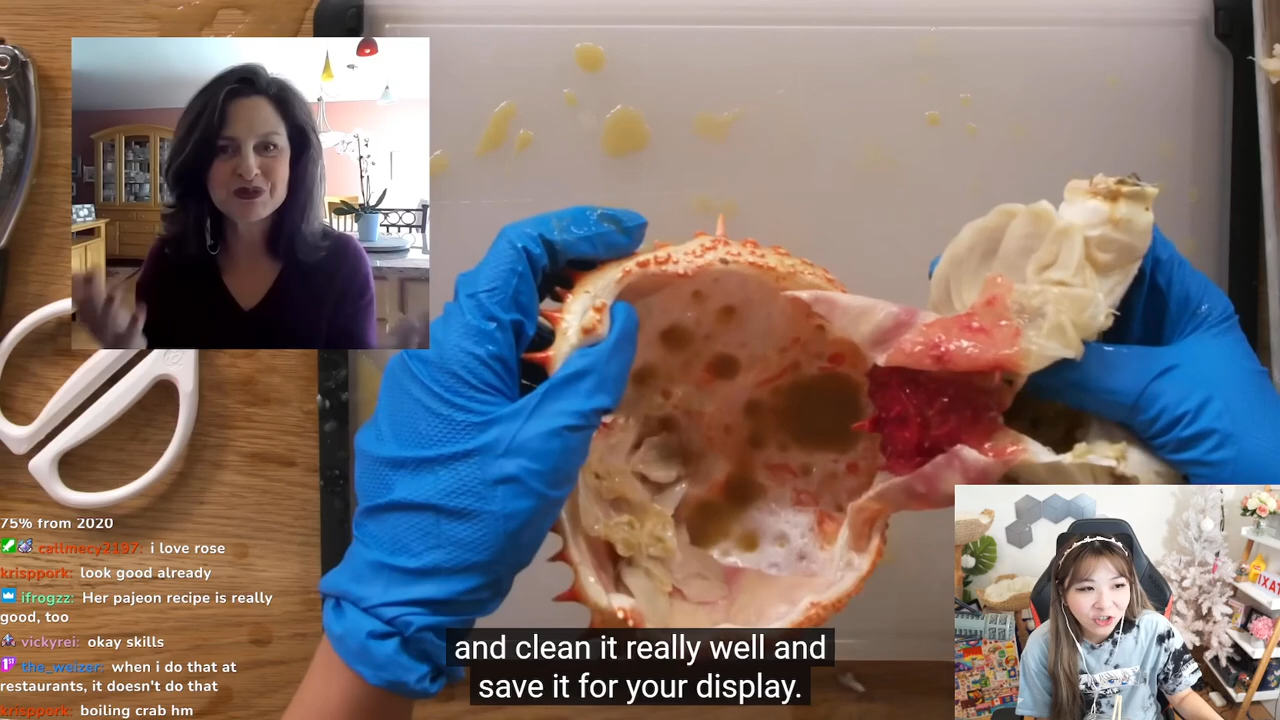 75% from 2020
callmecy2197: i love rose
krisppork: look good already
ifrogzz: Her pajeon recipe is really
good, too
vickyrei: okay skills
1st the_weizer: when i do that at
restaurants, it doesn't do that
krisppork: boiling crab hm
and clean it really well and
save it for your display.